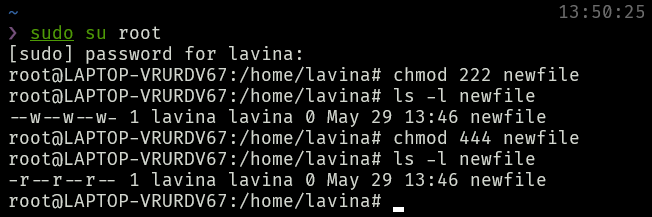 ~ 13:50:25
❯ sudo su root
[sudo] password for lavina:
root@LAPTOP-VRURDV67:/home/lavina# chmod 222 newfile
root@LAPTOP-VRURDV67:/home/lavina# ls -l newfile
--w--w--w- 1 lavina lavina 0 May 29 13:46 newfile
root@LAPTOP-VRURDV67:/home/lavina# chmod 444 newfile
root@LAPTOP-VRURDV67:/home/lavina# ls -l newfile
-r--r--r-- 1 lavina lavina 0 May 29 13:46 newfile
root@LAPTOP-VRURDV67:/home/lavina#